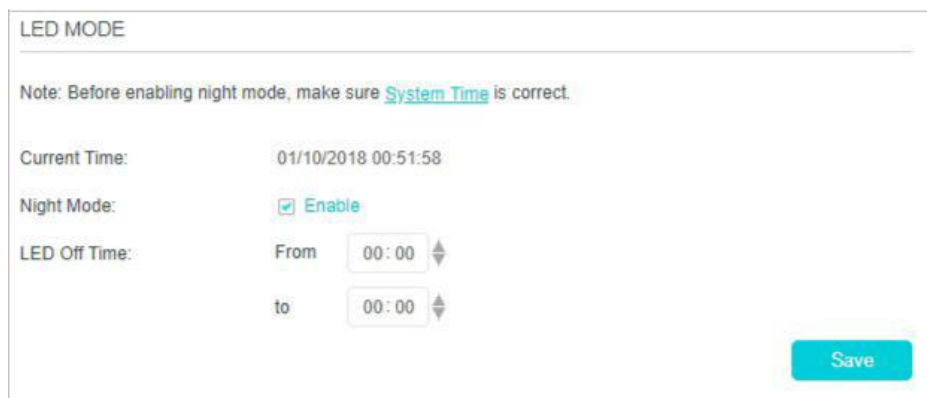 LED MODE
Note: Before enabling night mode, make sure System Time is correct.
Current Time: 01/10/2018 00:51:58
Night Mode: Enable
LED Off Time: From 00:00
to 00:00
Save